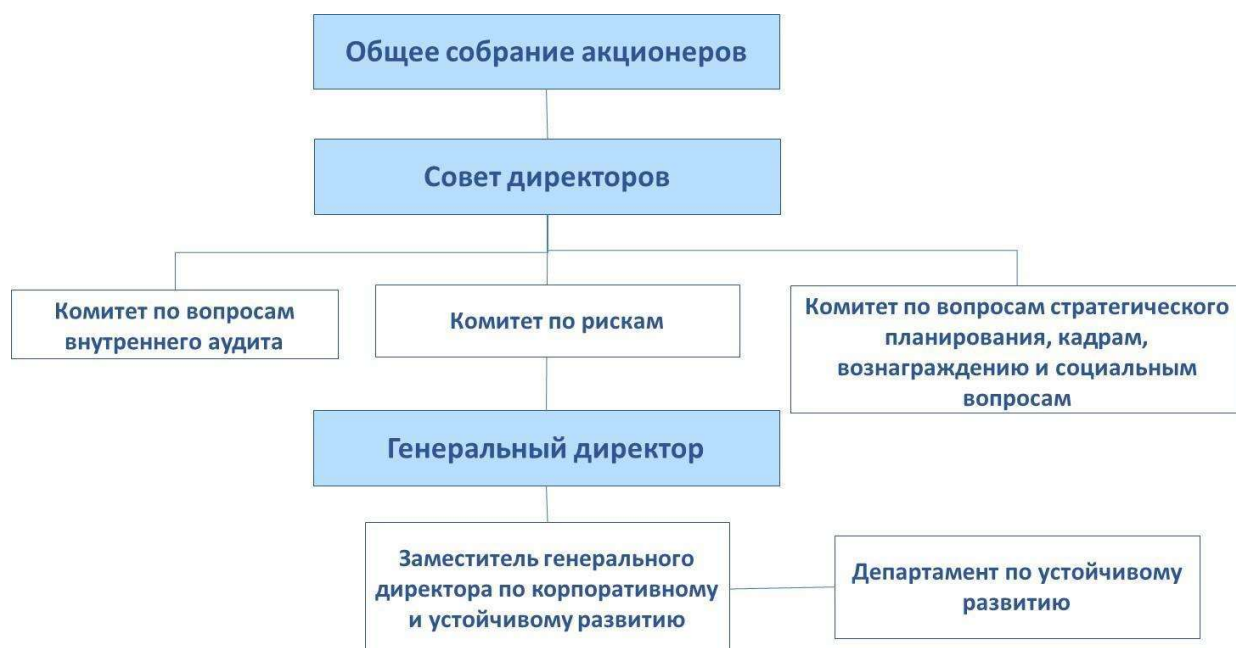 Общее собрание акционеров
Совет директоров
Комитет по вопросам
внутреннего аудита
Комитет по рискам
Комитет по вопросам стратегического
планирования, кадрам,
вознаграждению и социальным
вопросам
Генеральный директор
Заместитель генерального
директора по корпоративному
и устойчивому развитию
Департамент по устойчивому
развитию